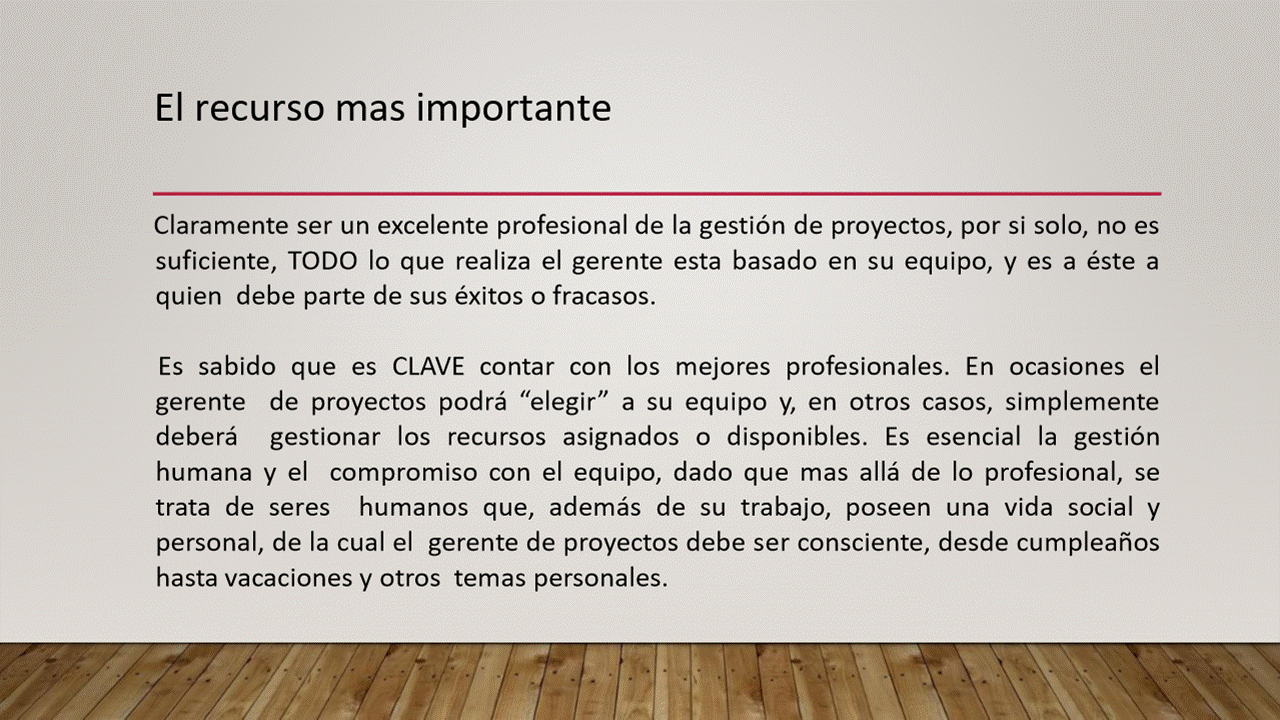 El recurso mas importante
Claramente ser un excelente profesional de la gestión de proyectos, por si solo, no es
suficiente, TODO lo que realiza el gerente esta basado en su equipo, y es a éste a
quien debe parte de sus éxitos o fracasos.
Es sabido que es CLAVE contar con los mejores profesionales. En ocasiones el
gerente de proyectos podrá “elegir” a su equipo y, en otros casos, simplemente
deberá gestionar los recursos asignados o disponibles. Es esencial la gestión
humana y el compromiso con el equipo, dado que mas allá de lo profesional, se
trata de seres humanos que, además de su trabajo, poseen una vida social y
personal, de la cual el gerente de proyectos debe ser consciente, desde cumpleaños
hasta vacaciones y otros temas personales.